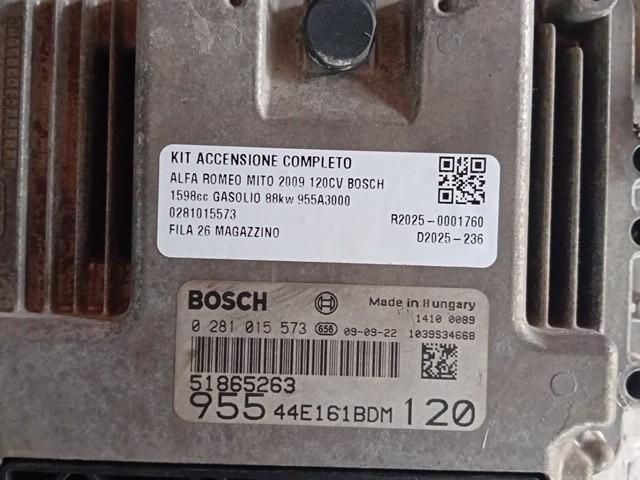 KIT ACCENSIONE COMPLETO
ALFA ROMEO MITO 2009 120CV BOSCH
1598cc GASOLIO 88kw 955A3000
0281015573
R2025-0001760
FILA 26 MAGAZZINO
D2025-236
BOSCH
Made in Hungary
1410 0089
0 281 015 573 656 09-09-22 1039S34668
51865263
955 44E161BDM 120